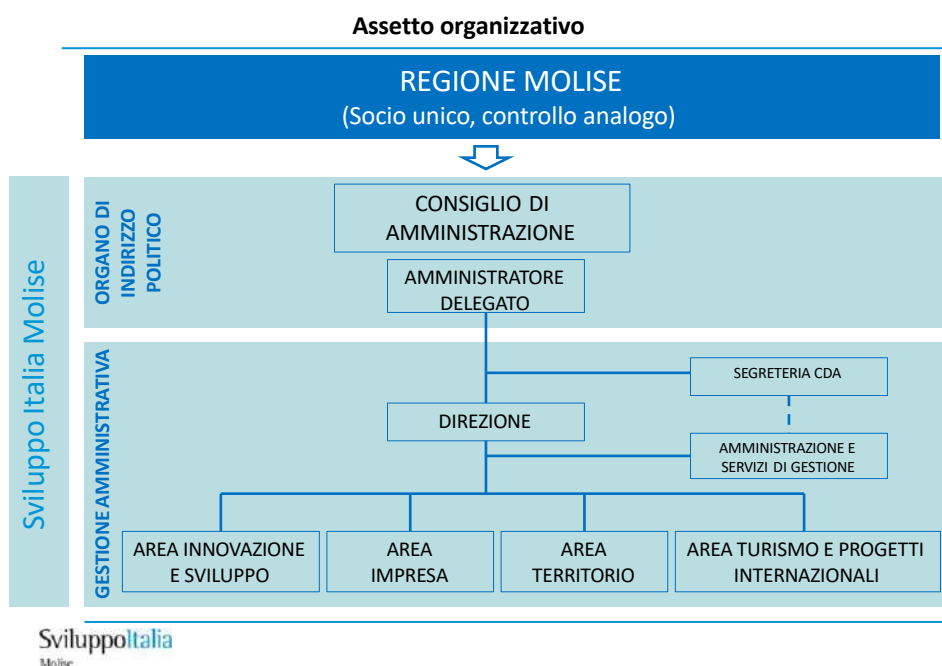 Assetto organizzativo
REGIONE MOLISE
(Socio unico, controllo analogo)
Sviluppo Italia Molise
ORGANO DI
INDIRIZZO
POLITICO
CONSIGLIO DI
AMMINISTRAZIONE
AMMINISTRATORE
DELEGATO
GESTIONE AMMINISTRATIVA
SEGRETERIA CDA
DIREZIONE
AMMINISTRAZIONE E
SERVIZI DI GESTIONE
AREA INNOVAZIONE
E SVILUPPO
AREA
IMPRESA
AREA
TERRITORIO
AREA TURISMO E PROGETTI
INTERNAZIONALI
SviluppoItalia
Molise